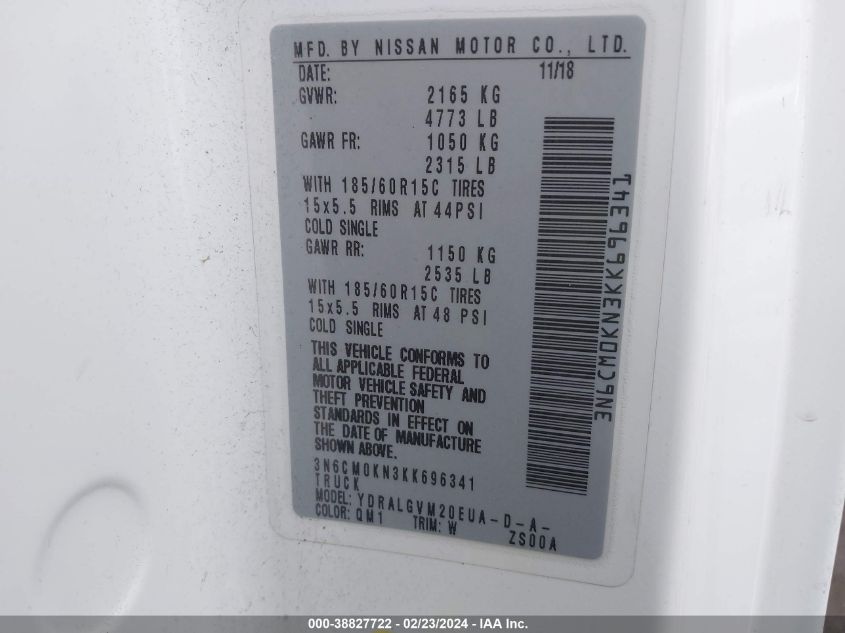 MFD. BY NISSAN MOTOR CO., LTD.
DATE: 11/18
GVWR: 2165 KG
4773 LB
GAWR FR: 1050 KG
2315 LB
WITH 185/60R15C TIRES
15x5.5 RIMS AT 44PSI
COLD SINGLE
GAWR RR: 1150 KG
2535 LB
WITH 185/60R15C TIRES
15x5.5 RIMS AT 48 PSI
COLD SINGLE
THIS VEHICLE CONFORMS TO
ALL APPLICABLE FEDERAL
MOTOR VEHICLE SAFETY AND
THEFT PREVENTION
STANDARDS IN EFFECT ON
THE DATE OF MANUFACTURE
SHOWN ABOVE.
3N6CM0KN3KK696341
TRUCK
MODEL: YDRALGVM20EUA-D-A-
COLOR: QM1 TRIM: W ZS00A
3N6CM0KN3KK696341
000-38827722 - 02/23/2024 - IAA Inc.